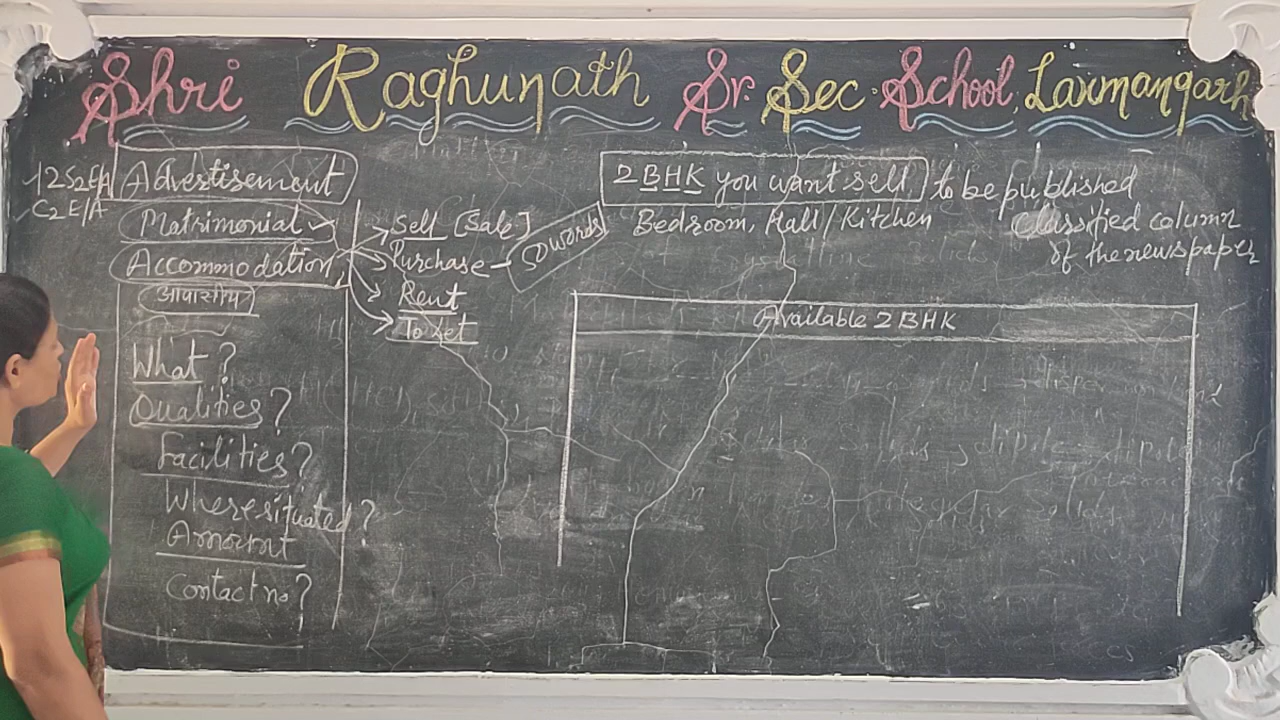 Shri Raghunath Sr. Sec. School, Laxmangarh
12 S2 E/A
C2 E/A
Advestisement
Matrimonial
Accommodation
आवासीय
What?
Qualities?
Facilities?
Where situated?
Amount
Contact no?
Sell [Sale]
Purchase
Rent
To Let
50 words
2 BHK you want sell, to be published
Bedroom, Hall/Kitchen
Classified column
of the newspaper
Available 2 BHK